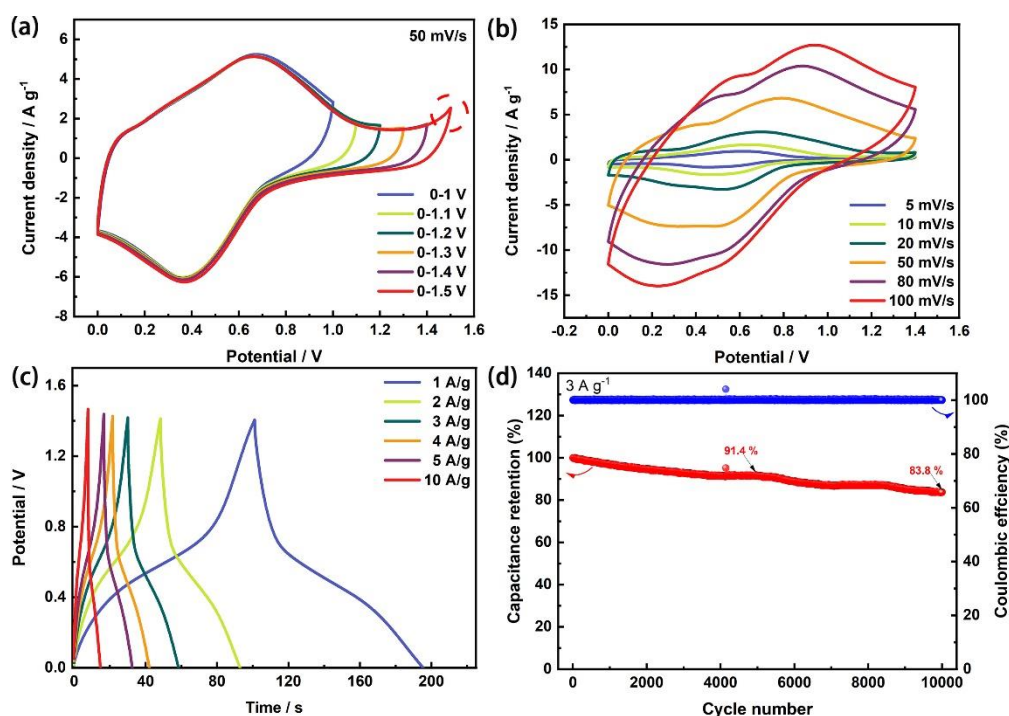 (a)
50 mV/s
Current density / A g-1
6
4
2
0
-2
-4
-6
-8
0-1 V
0-1.1 V
0-1.2 V
0-1.3 V
0-1.4 V
0-1.5 V
0.0 0.2 0.4 0.6 0.8 1.0 1.2 1.4 1.6
Potential / V
(b)
Current density / A g-1
15
10
5
0
-5
-10
-15
5 mV/s
10 mV/s
20 mV/s
50 mV/s
80 mV/s
100 mV/s
-0.2 0.0 0.2 0.4 0.6 0.8 1.0 1.2 1.4 1.6
Potential / V
(c)
Potential / V
1.6
1.2
0.8
0.4
0.0
1 A/g
2 A/g
3 A/g
4 A/g
5 A/g
10 A/g
0 40 80 120 160 200
Time / s
(d)
3 A g-1
Capacitance retention (%)
140
120
100
80
60
40
20
0
91.4 %
83.8 %
100
80
60
40
20
0
Coulombic effciency (%)
0 2000 4000 6000 8000 10000
Cycle number